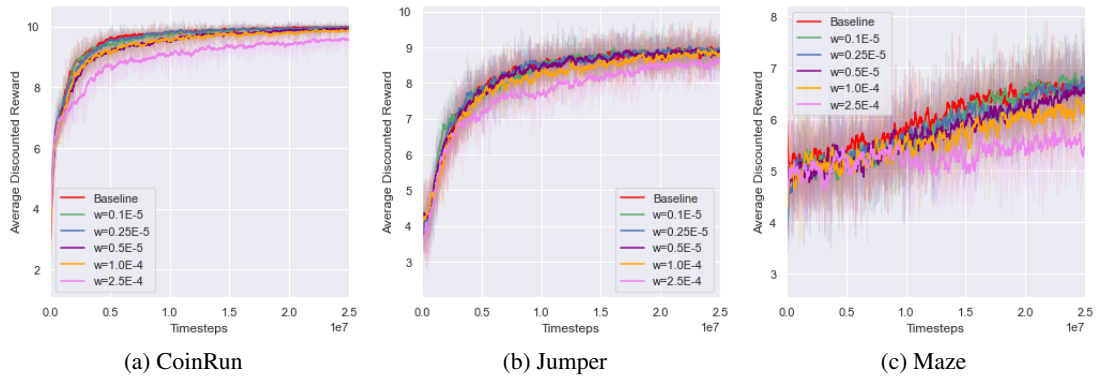 Average Discounted Reward
10
8
6
4
2
Baseline
w=0.1E-5
w=0.25E-5
w=0.5E-5
w=1.0E-4
w=2.5E-4
0.0 0.5 1.0 1.5 2.0 2.5
Timesteps
1e7
(a) CoinRun
Average Discounted Reward
10
9
8
7
6
5
4
3
Baseline
w=0.1E-5
w=0.25E-5
w=0.5E-5
w=1.0E-4
w=2.5E-4
0.0 0.5 1.0 1.5 2.0 2.5
Timesteps
1e7
(b) Jumper
Average Discounted Reward
8
7
6
5
4
3
Baseline
w=0.1E-5
w=0.25E-5
w=0.5E-5
w=1.0E-4
w=2.5E-4
0.0 0.5 1.0 1.5 2.0 2.5
Timesteps
1e7
(c) Maze